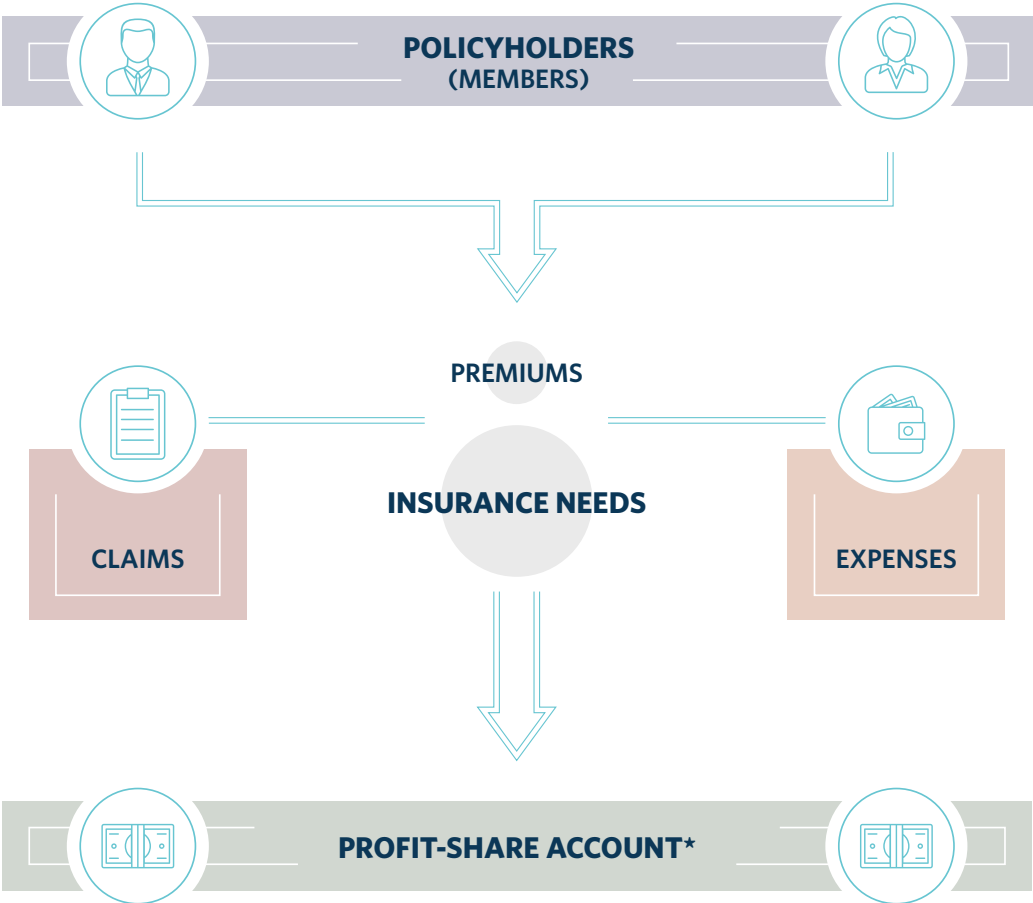 POLICYHOLDERS
(MEMBERS)
PREMIUMS
INSURANCE NEEDS
CLAIMS
EXPENSES
PROFIT-SHARE ACCOUNT★